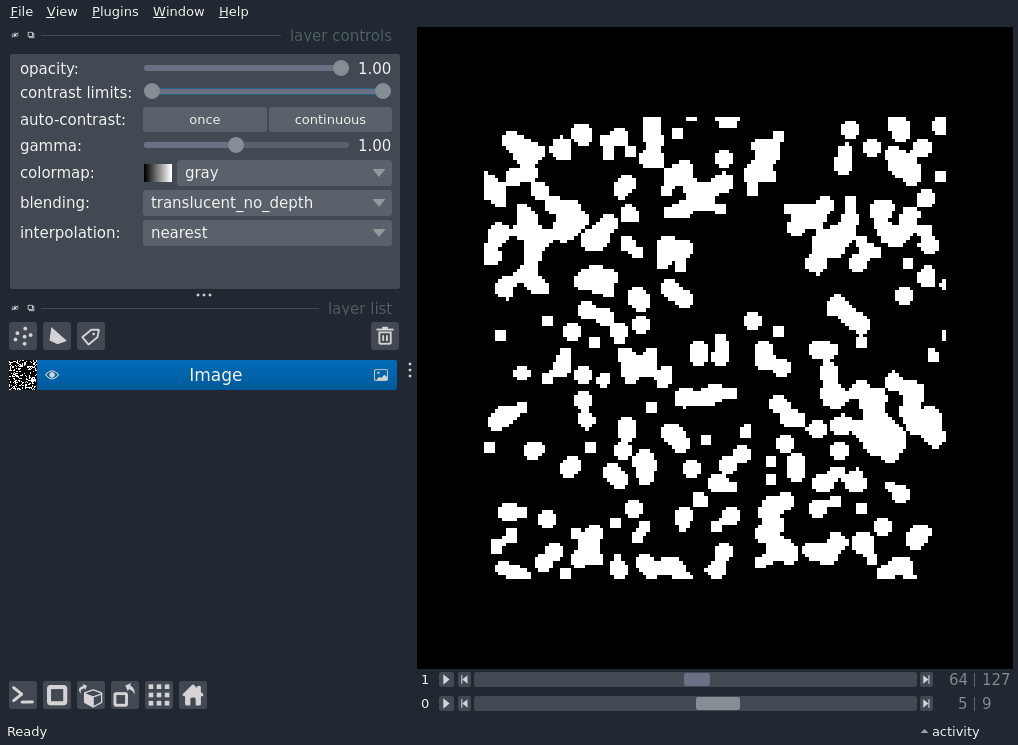 File View Plugins Window Help
layer controls
opacity: 1.00
contrast limits:
auto-contrast: once continuous
gamma: 1.00
colormap: gray
blending: translucent_no_depth
interpolation: nearest
layer list
Image
1 64 | 127
0 5 | 9
Ready activity